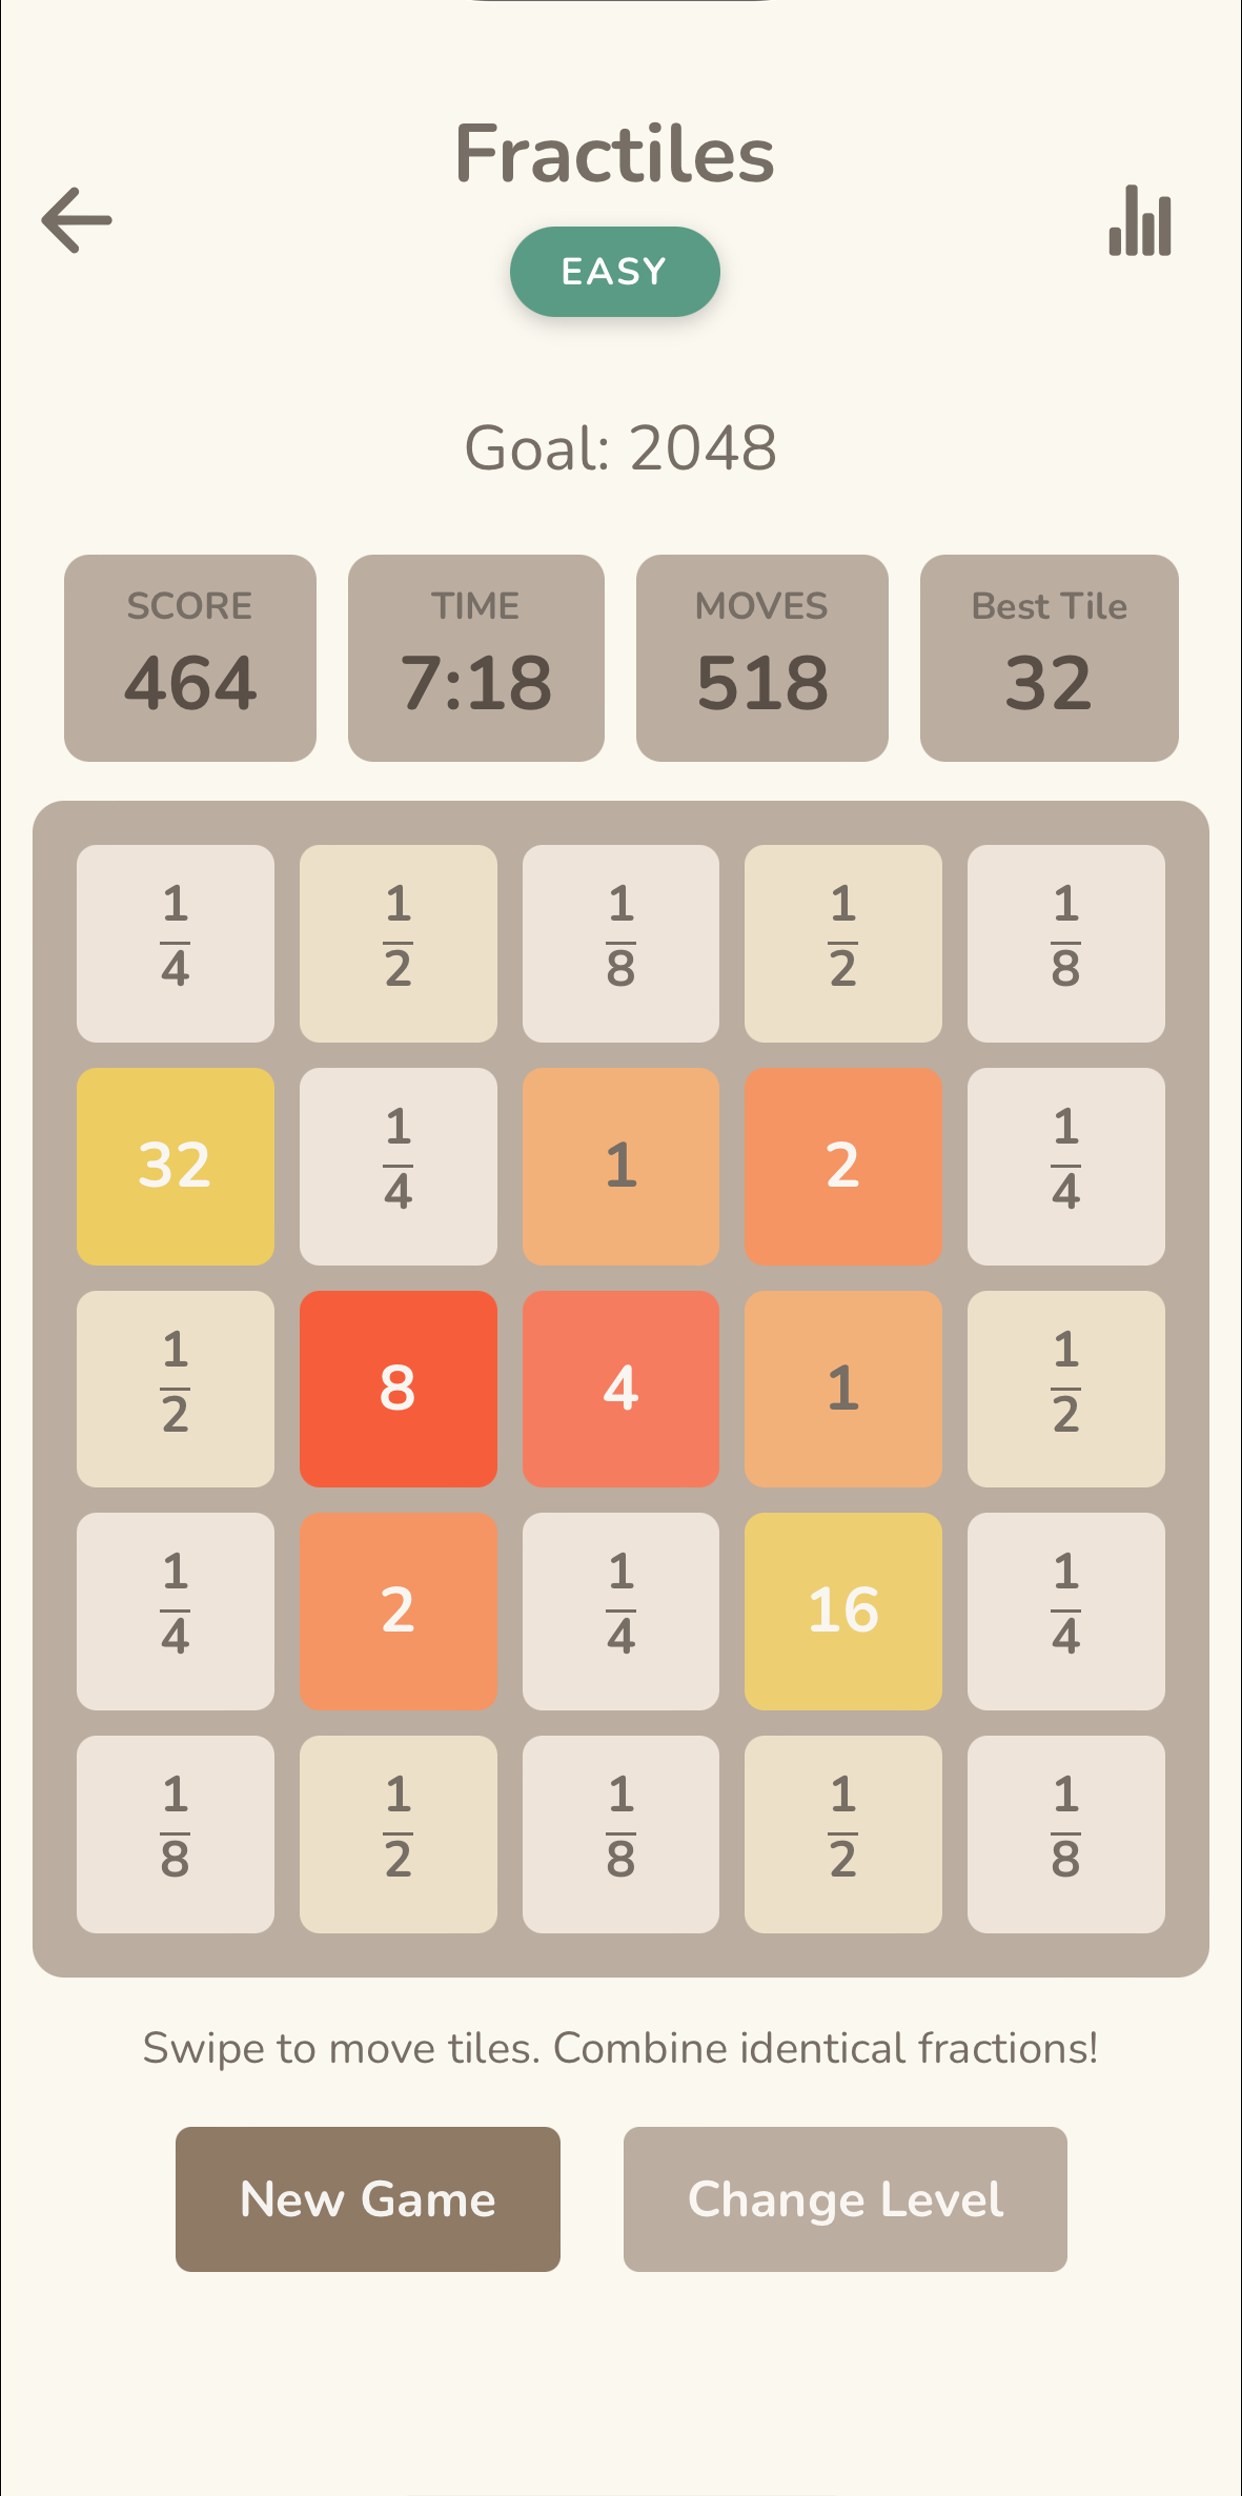 Fractiles
EASY
Goal: 2048
SCORE TIME MOVES Best Tile
464 7:18 518 32
1/4 1/2 1/8 1/2 1/8
32 1/4 1 2 1/4
1/2 8 4 1 1/2
1/4 2 1/4 16 1/4
1/8 1/2 1/8 1/2 1/8
Swipe to move tiles. Combine identical fractions!
New Game Change Level